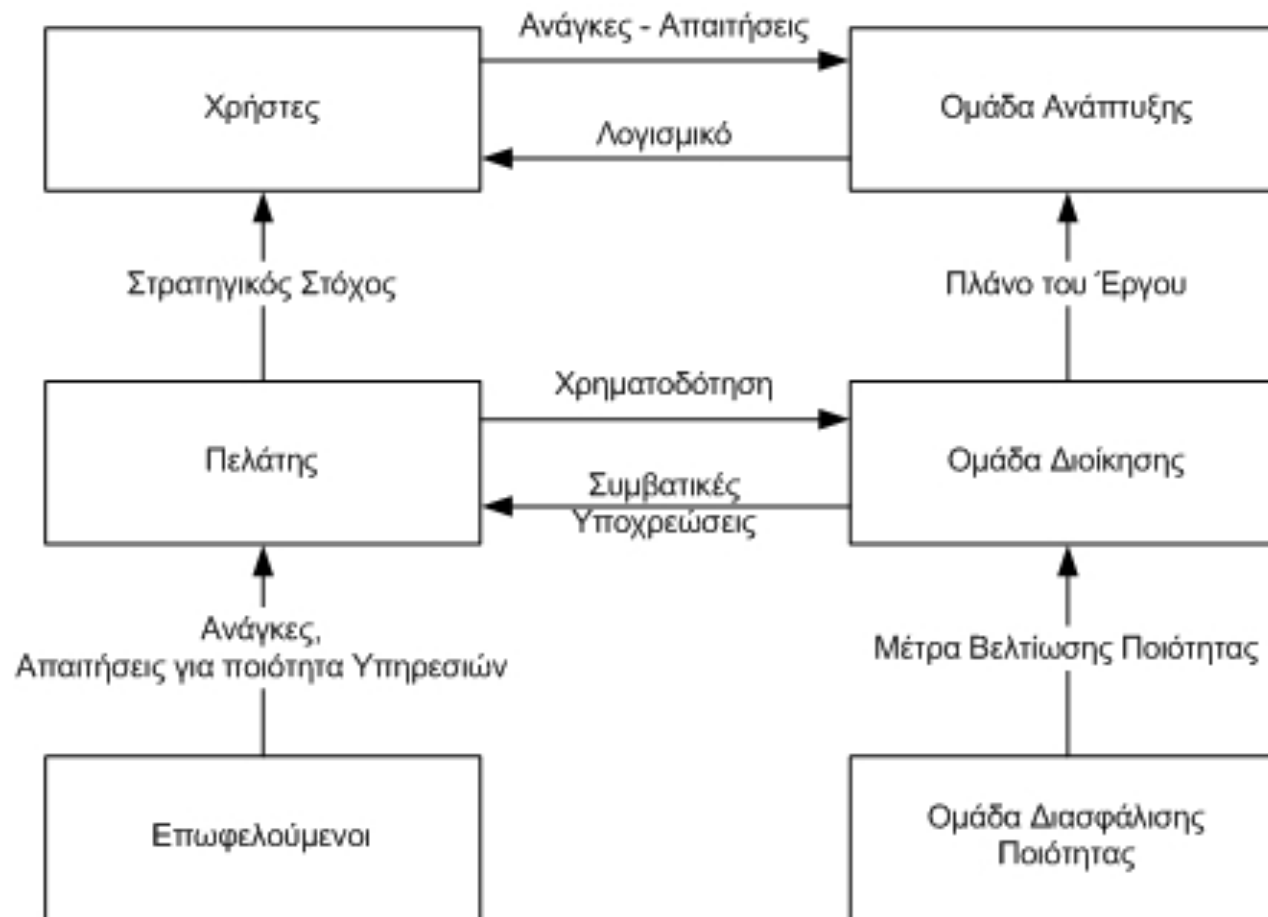 Ανάγκες - Απαιτήσεις
Χρήστες
Ομάδα Ανάπτυξης
Λογισμικό
Στρατηγικός Στόχος
Πλάνο του Έργου
Χρηματοδότηση
Πελάτης
Ομάδα Διοίκησης
Συμβατικές
Υποχρεώσεις
Ανάγκες,
Απαιτήσεις για ποιότητα Υπηρεσιών
Μέτρα Βελτίωσης Ποιότητας
Επωφελούμενοι
Ομάδα Διασφάλισης
Ποιότητας